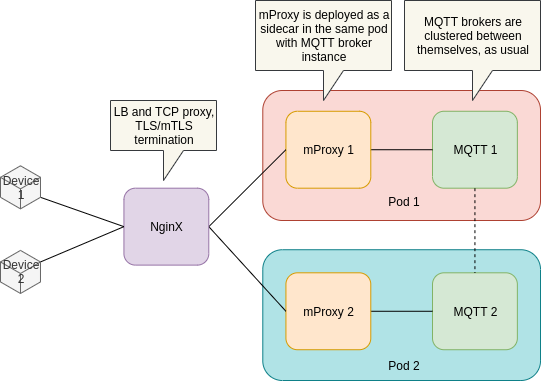 mProxy is deployed as a
sidecar in the same pod
with MQTT broker
instance
MQTT brokers are
clustered between
themselves, as usual
LB and TCP proxy,
TLS/mTLS
termination
Device
1
Device
2
NginX
mProxy 1
MQTT 1
Pod 1
mProxy 2
MQTT 2
Pod 2